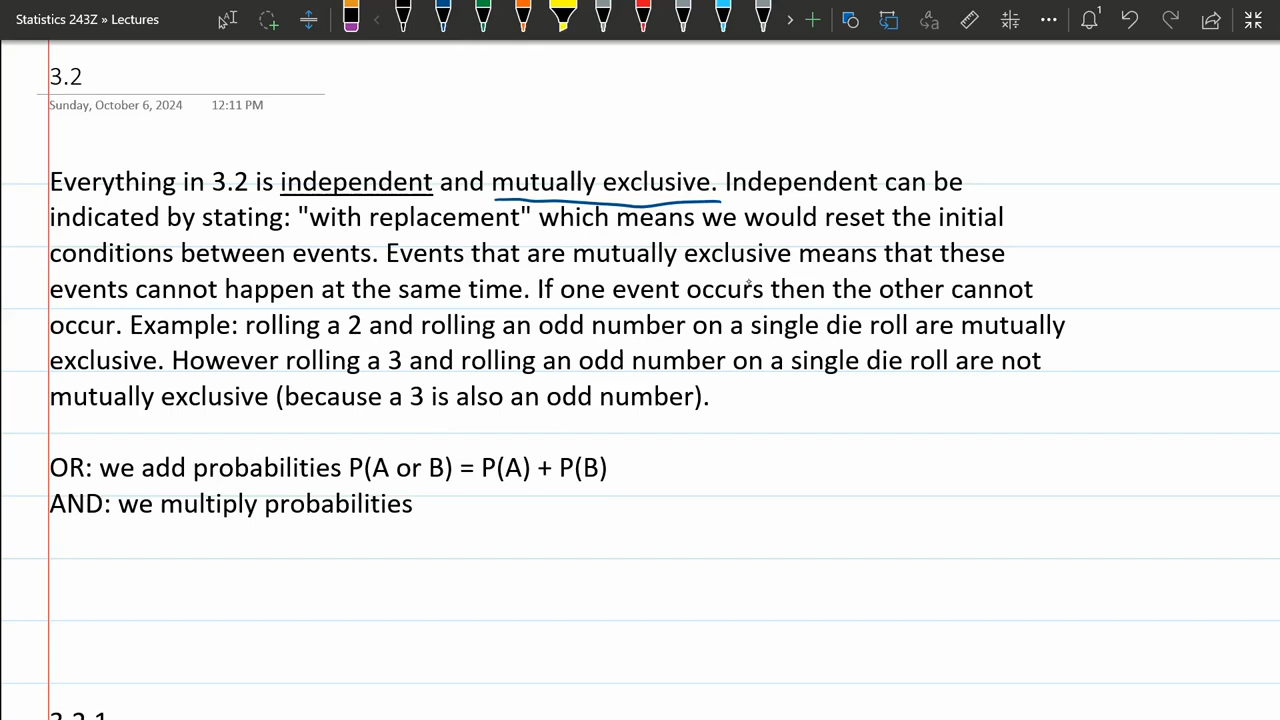 Statistics 243Z » Lectures
1
3.2
Sunday, October 6, 2024 12:11 PM
Everything in 3.2 is independent and mutually exclusive. Independent can be
indicated by stating: "with replacement" which means we would reset the initial
conditions between events. Events that are mutually exclusive means that these
events cannot happen at the same time. If one event occurs then the other cannot
occur. Example: rolling a 2 and rolling an odd number on a single die roll are mutually
exclusive. However rolling a 3 and rolling an odd number on a single die roll are not
mutually exclusive (because a 3 is also an odd number).
OR: we add probabilities P(A or B) = P(A) + P(B)
AND: we multiply probabilities
3.2.1